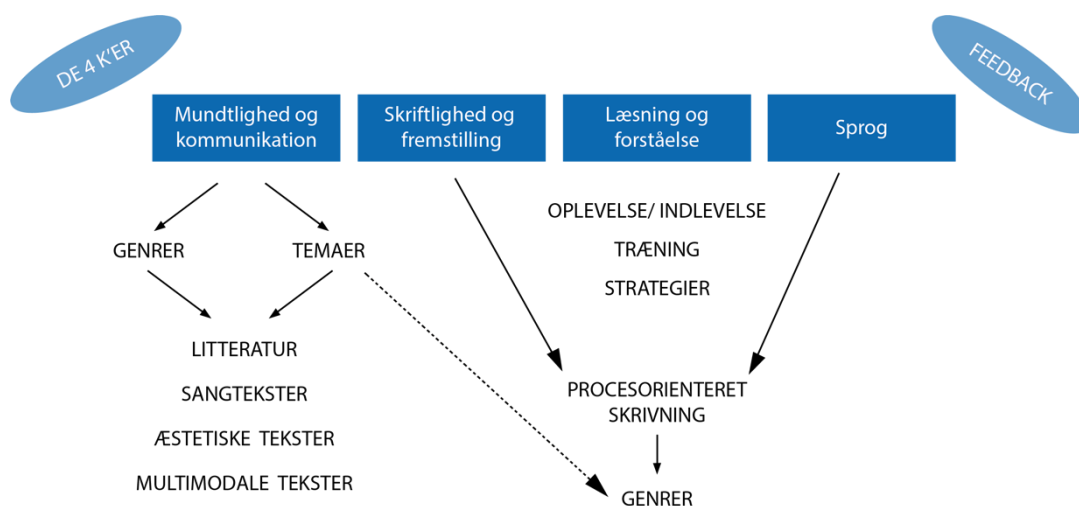 DE 4 K'ER
FEEDBACK
Mundtlighed og
kommunikation
Skriftlighed og
fremstilling
Læsning og
forståelse
Sprog
OPLEVELSE/ INDLEVELSE
TRÆNING
STRATEGIER
GENRER
TEMAER
LITTERATUR
SANGTEKSTER
ÆSTETISKE TEKSTER
MULTIMODALE TEKSTER
PROCESORIENTERET
SKRIVNING
GENRER